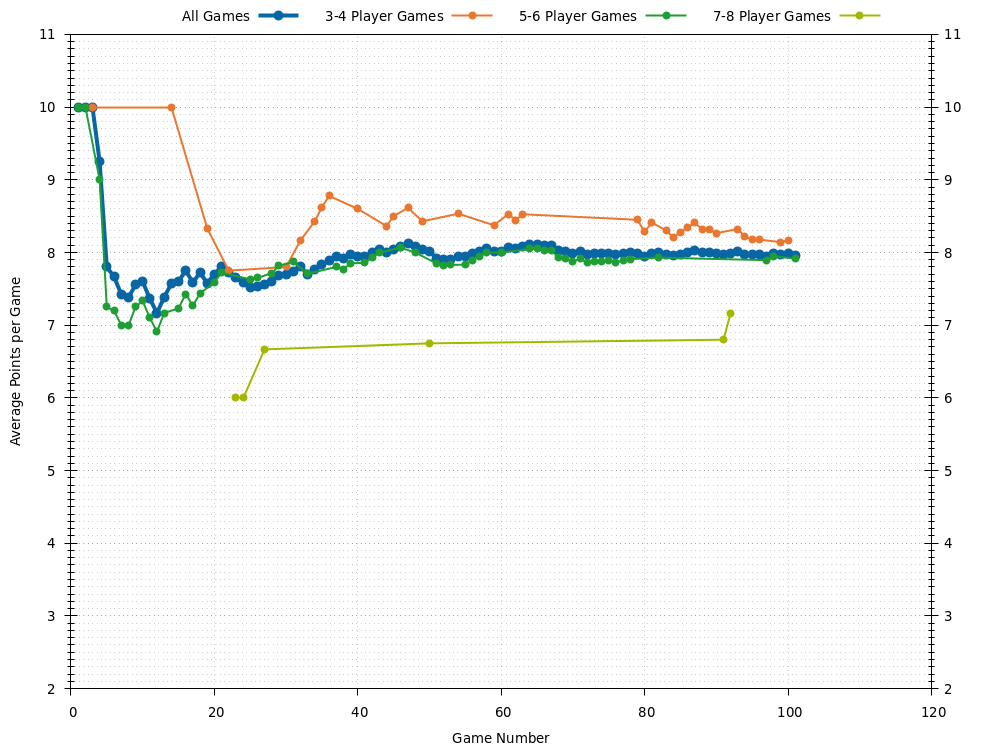 All Games 3-4 Player Games 5-6 Player Games 7-8 Player Games
11 11
10 10
9 9
8 8
7 7
6 6
5 5
4 4
3 3
2 2
Average Points per Game
0 20 40 60 80 100 120
Game Number